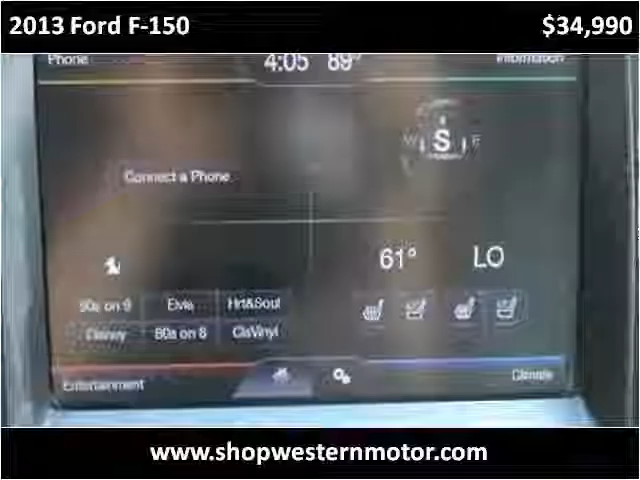 2013 Ford F-150 $34,990
Phone 4:05 89° Information
W S E
Connect a Phone
61° LO
90s on 9 Elvis Hrt&Soul
Disney 80s on 8 ClsVinyl
Entertainment Climate
www.shopwesternmotor.com